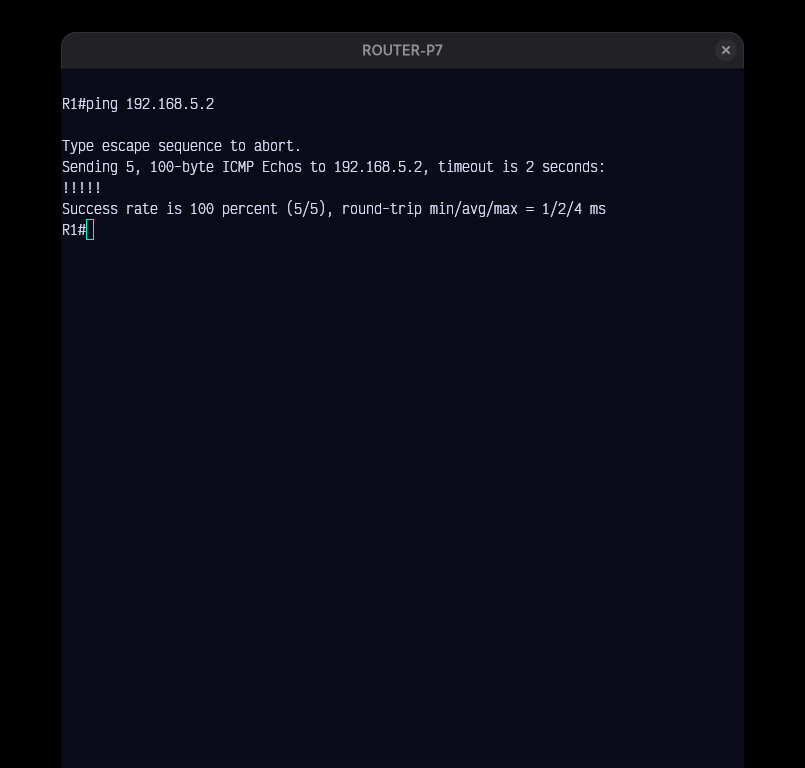 ROUTER-P7
R1#ping 192.168.5.2
Type escape sequence to abort.
Sending 5, 100-byte ICMP Echos to 192.168.5.2, timeout is 2 seconds:
!!!!!
Success rate is 100 percent (5/5), round-trip min/avg/max = 1/2/4 ms
R1#